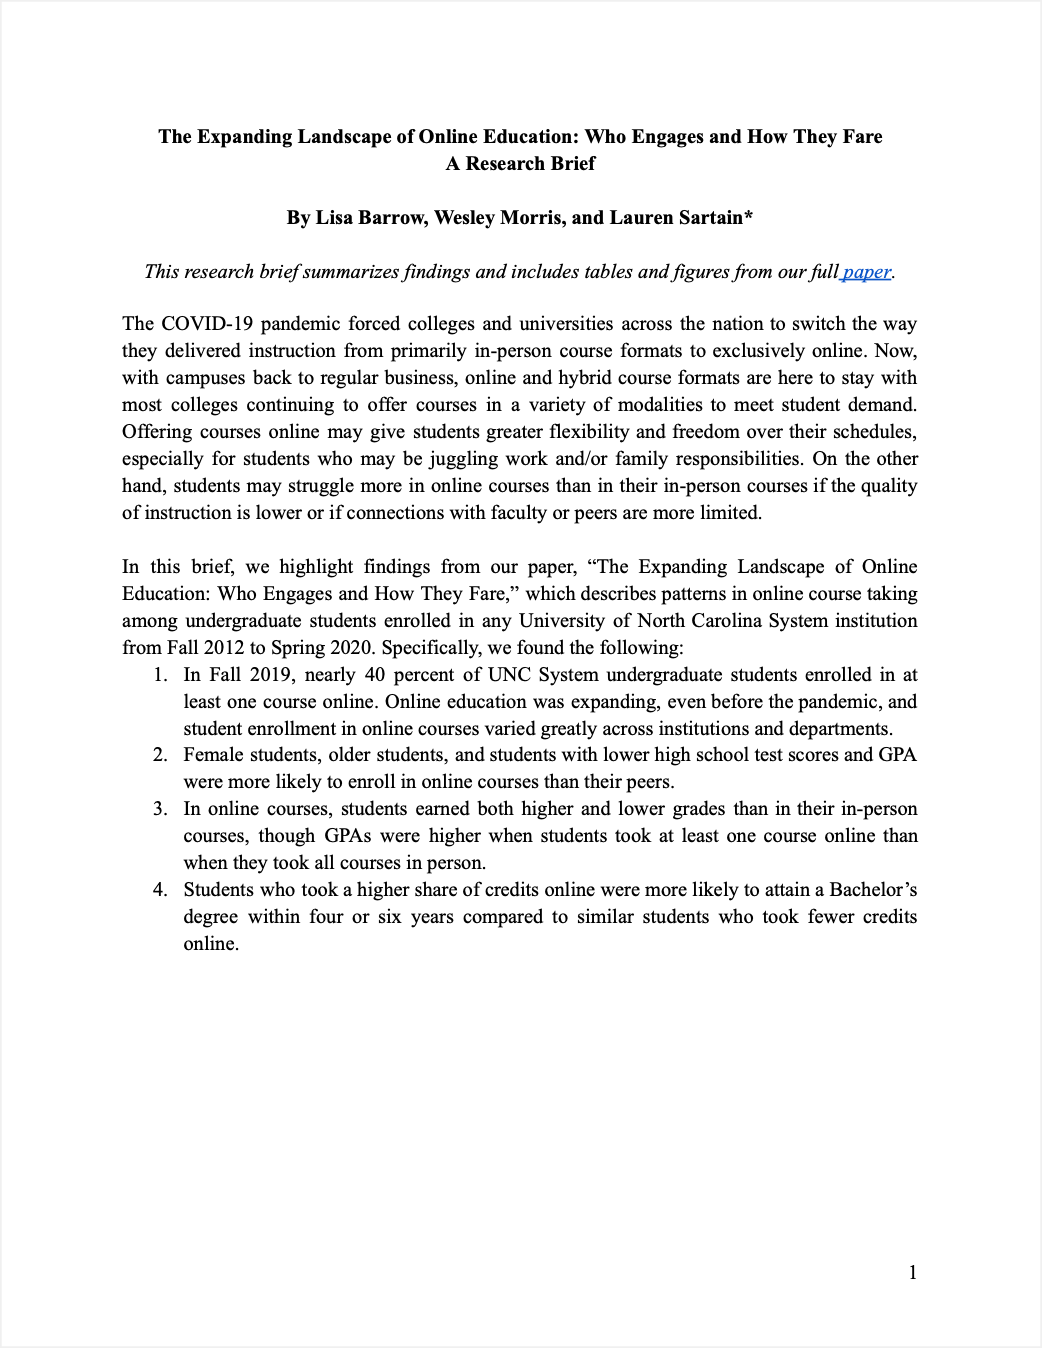 The Expanding Landscape of Online Education: Who Engages and How They Fare
A Research Brief
By Lisa Barrow, Wesley Morris, and Lauren Sartain*
This research brief summarizes findings and includes tables and figures from our full paper.
The COVID-19 pandemic forced colleges and universities across the nation to switch the way
they delivered instruction from primarily in-person course formats to exclusively online. Now,
with campuses back to regular business, online and hybrid course formats are here to stay with
most colleges continuing to offer courses in a variety of modalities to meet student demand.
Offering courses online may give students greater flexibility and freedom over their schedules,
especially for students who may be juggling work and/or family responsibilities. On the other
hand, students may struggle more in online courses than in their in-person courses if the quality
of instruction is lower or if connections with faculty or peers are more limited.
In this brief, we highlight findings from our paper, “The Expanding Landscape of Online
Education: Who Engages and How They Fare,” which describes patterns in online course taking
among undergraduate students enrolled in any University of North Carolina System institution
from Fall 2012 to Spring 2020. Specifically, we found the following:
1. In Fall 2019, nearly 40 percent of UNC System undergraduate students enrolled in at
least one course online. Online education was expanding, even before the pandemic, and
student enrollment in online courses varied greatly across institutions and departments.
2. Female students, older students, and students with lower high school test scores and GPA
were more likely to enroll in online courses than their peers.
3. In online courses, students earned both higher and lower grades than in their in-person
courses, though GPAs were higher when students took at least one course online than
when they took all courses in person.
4. Students who took a higher share of credits online were more likely to attain a Bachelor’s
degree within four or six years compared to similar students who took fewer credits
online.
1